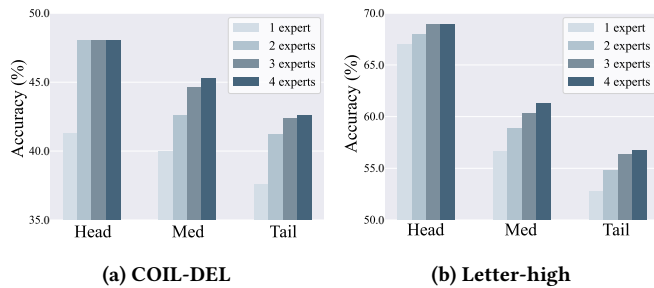 50.0
45.0
40.0
35.0
Accuracy (%)
1 expert
2 experts
3 experts
4 experts
Head Med Tail
(a) COIL-DEL
70.0
65.0
60.0
55.0
50.0
Accuracy (%)
1 expert
2 experts
3 experts
4 experts
Head Med Tail
(b) Letter-high